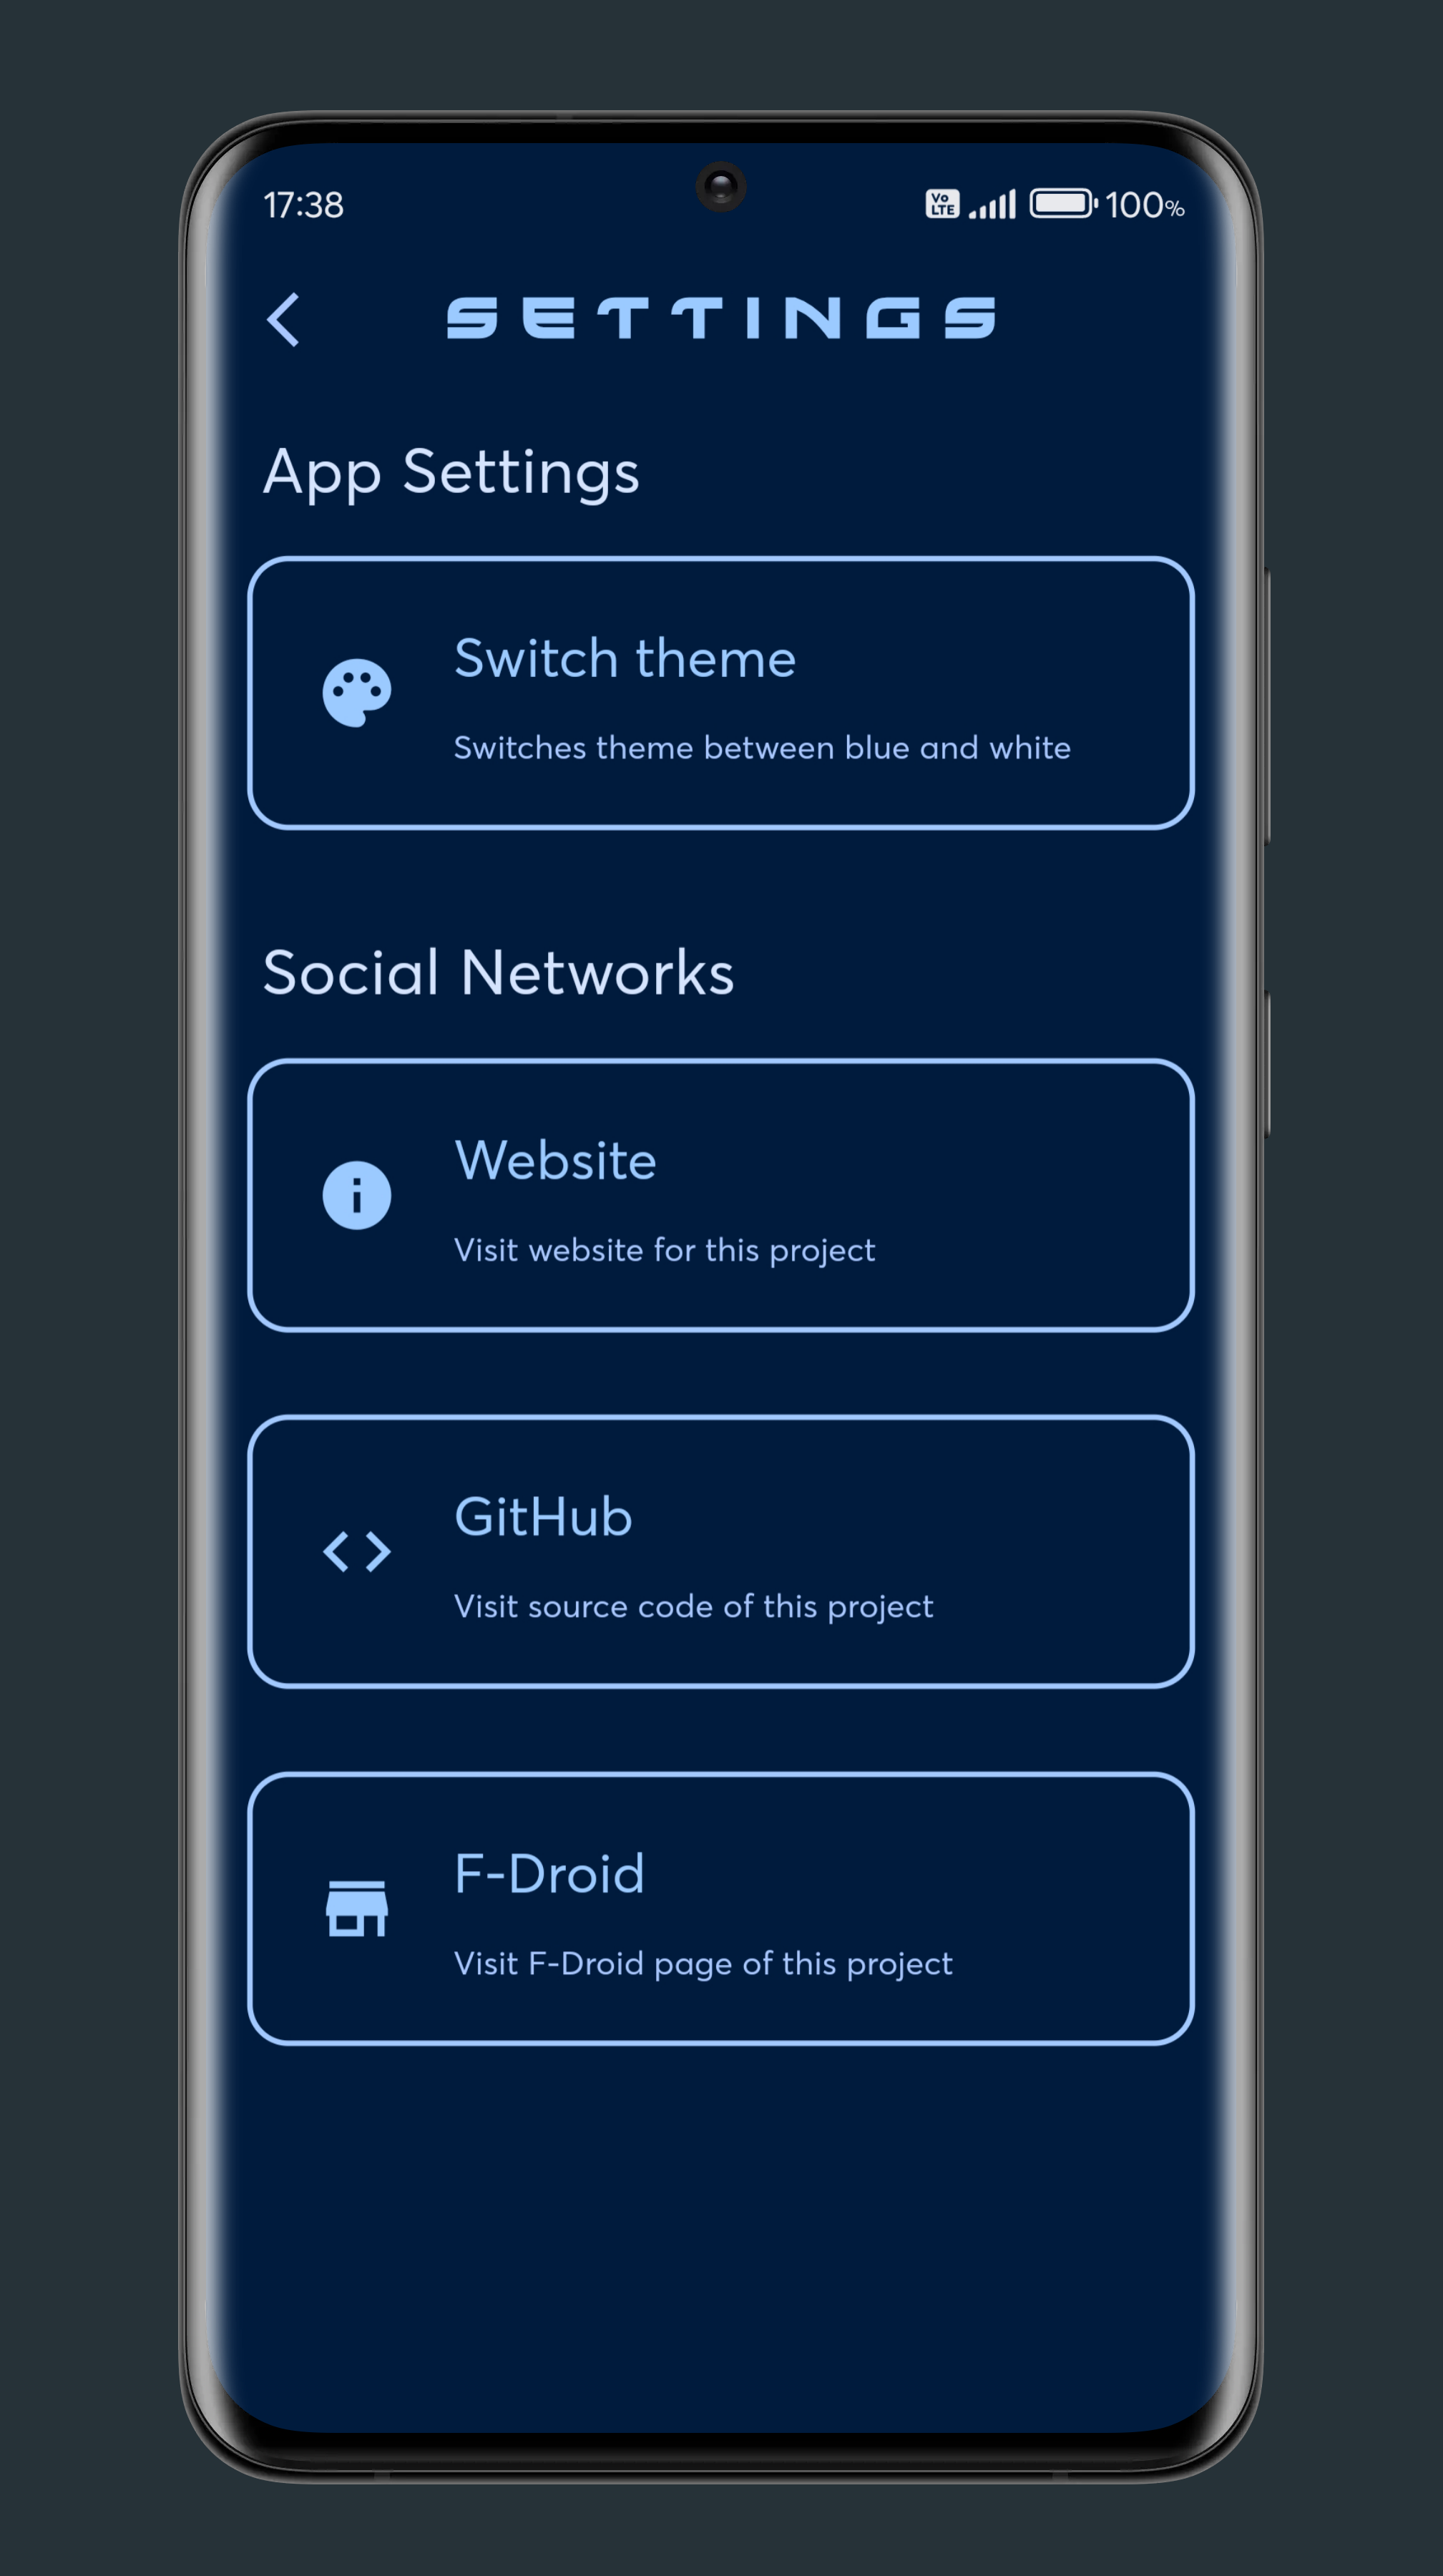 17:38
Vo
LTE
100%
SETTINGS
App Settings
Switch theme
Switches theme between blue and white
Social Networks
Website
Visit website for this project
GitHub
Visit source code of this project
F-Droid
Visit F-Droid page of this project